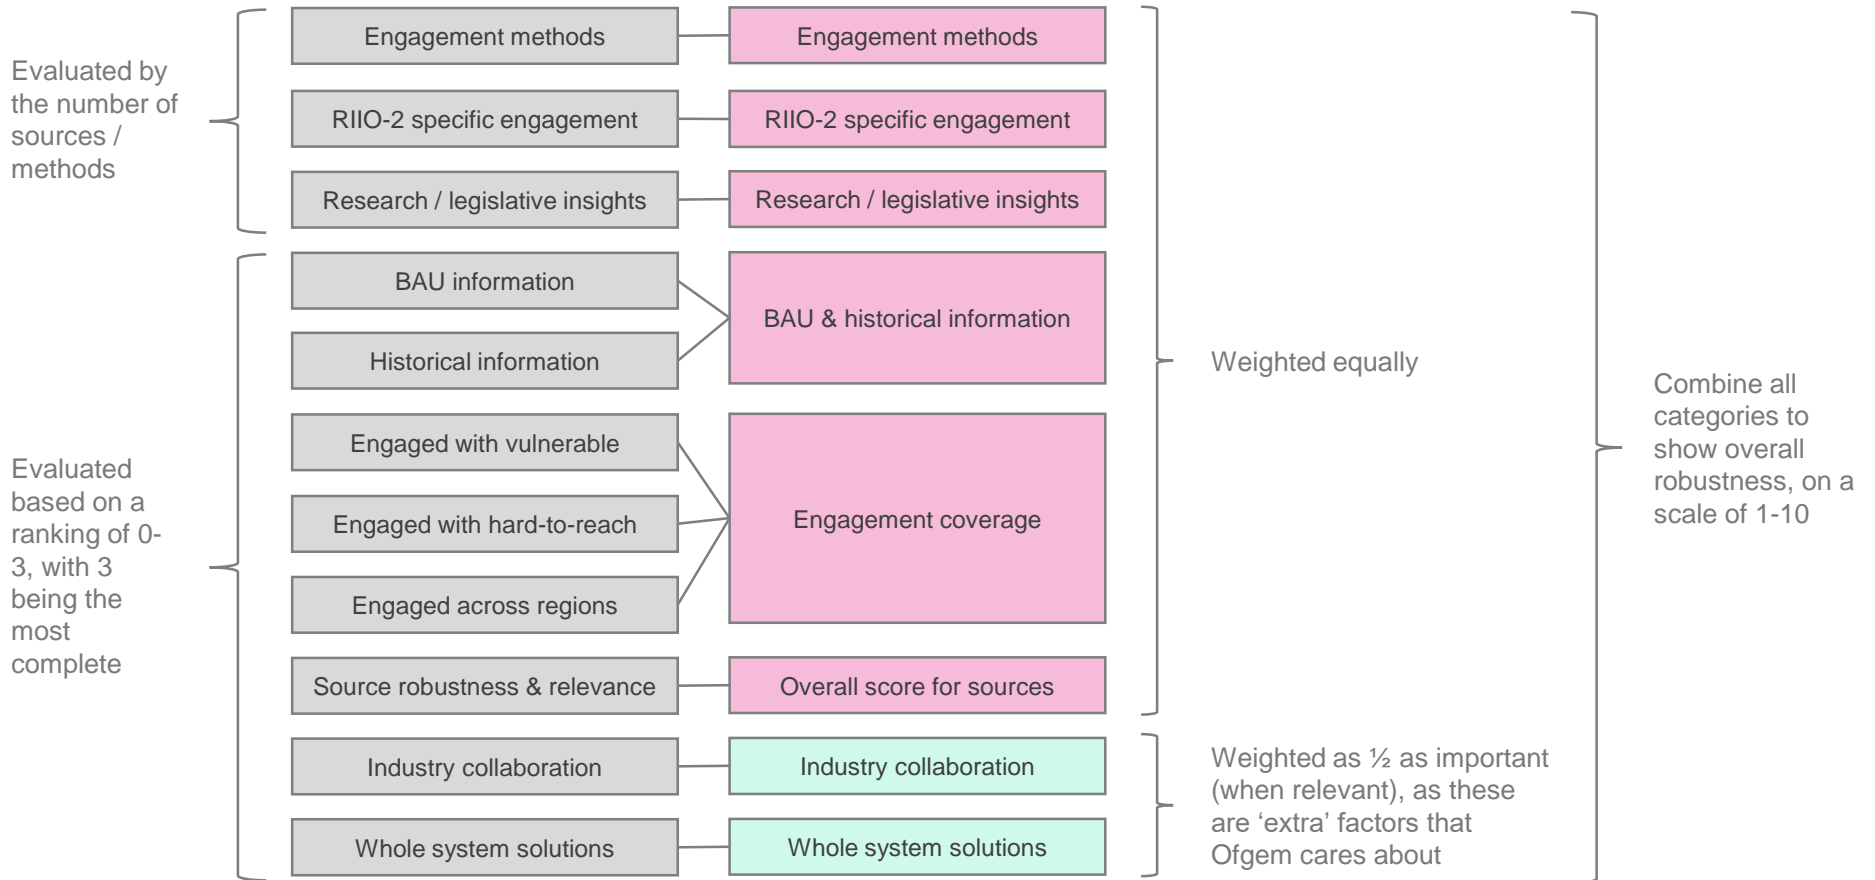 Evaluated by
the number of
sources /
methods
Engagement methods
Engagement methods
RIIO-2 specific engagement
RIIO-2 specific engagement
Research / legislative insights
Research / legislative insights
Evaluated
based on a
ranking of 0-
3, with 3
being the
most
complete
BAU information
Historical information
BAU & historical information
Engaged with vulnerable
Engaged with hard-to-reach
Engaged across regions
Engagement coverage
Source robustness & relevance
Overall score for sources
Industry collaboration
Industry collaboration
Whole system solutions
Whole system solutions
Weighted equally
Weighted as ½ as important
(when relevant), as these
are ‘extra’ factors that
Ofgem cares about
Combine all
categories to
show overall
robustness, on a
scale of 1-10